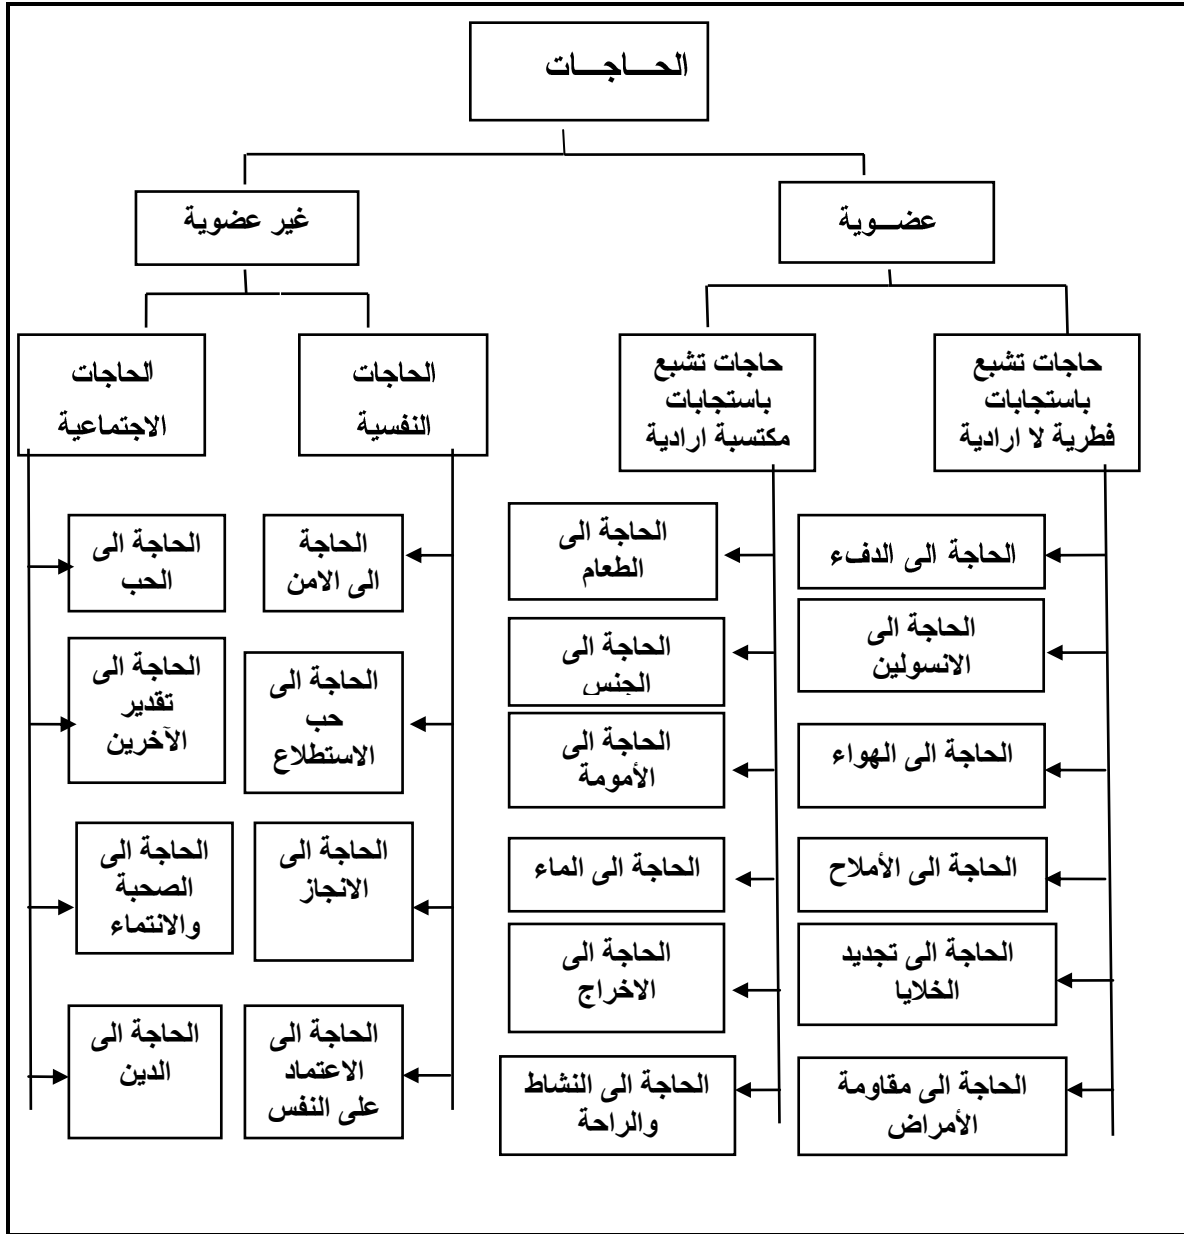 الحـــاجـــات
عضـــوية
غير عضوية
حاجات تشبع
باستجابات
فطرية لا ارادية
حاجات تشبع
باستجابات
مكتسبة ارادية
الحاجات
النفسية
الحاجات
الاجتماعية
الحاجة الى الدفء
الحاجة الى
الانسولين
الحاجة الى الهواء
الحاجة الى الأملاح
الحاجة الى تجديد
الخلايا
الحاجة الى مقاومة
الأمراض
الحاجة الى
الطعام
الحاجة الى
الجنس
الحاجة الى
الأمومة
الحاجة الى الماء
الحاجة الى
الاخراج
الحاجة الى النشاط
والراحة
الحاجة
الى الامن
الحاجة الى
حب
الاستطلاع
الحاجة الى
الانجاز
الحاجة الى
الاعتماد
على النفس
الحاجة الى
الحب
الحاجة الى
تقدير
الآخرين
الحاجة الى
الصحبة
والانتماء
الحاجة الى
الدين